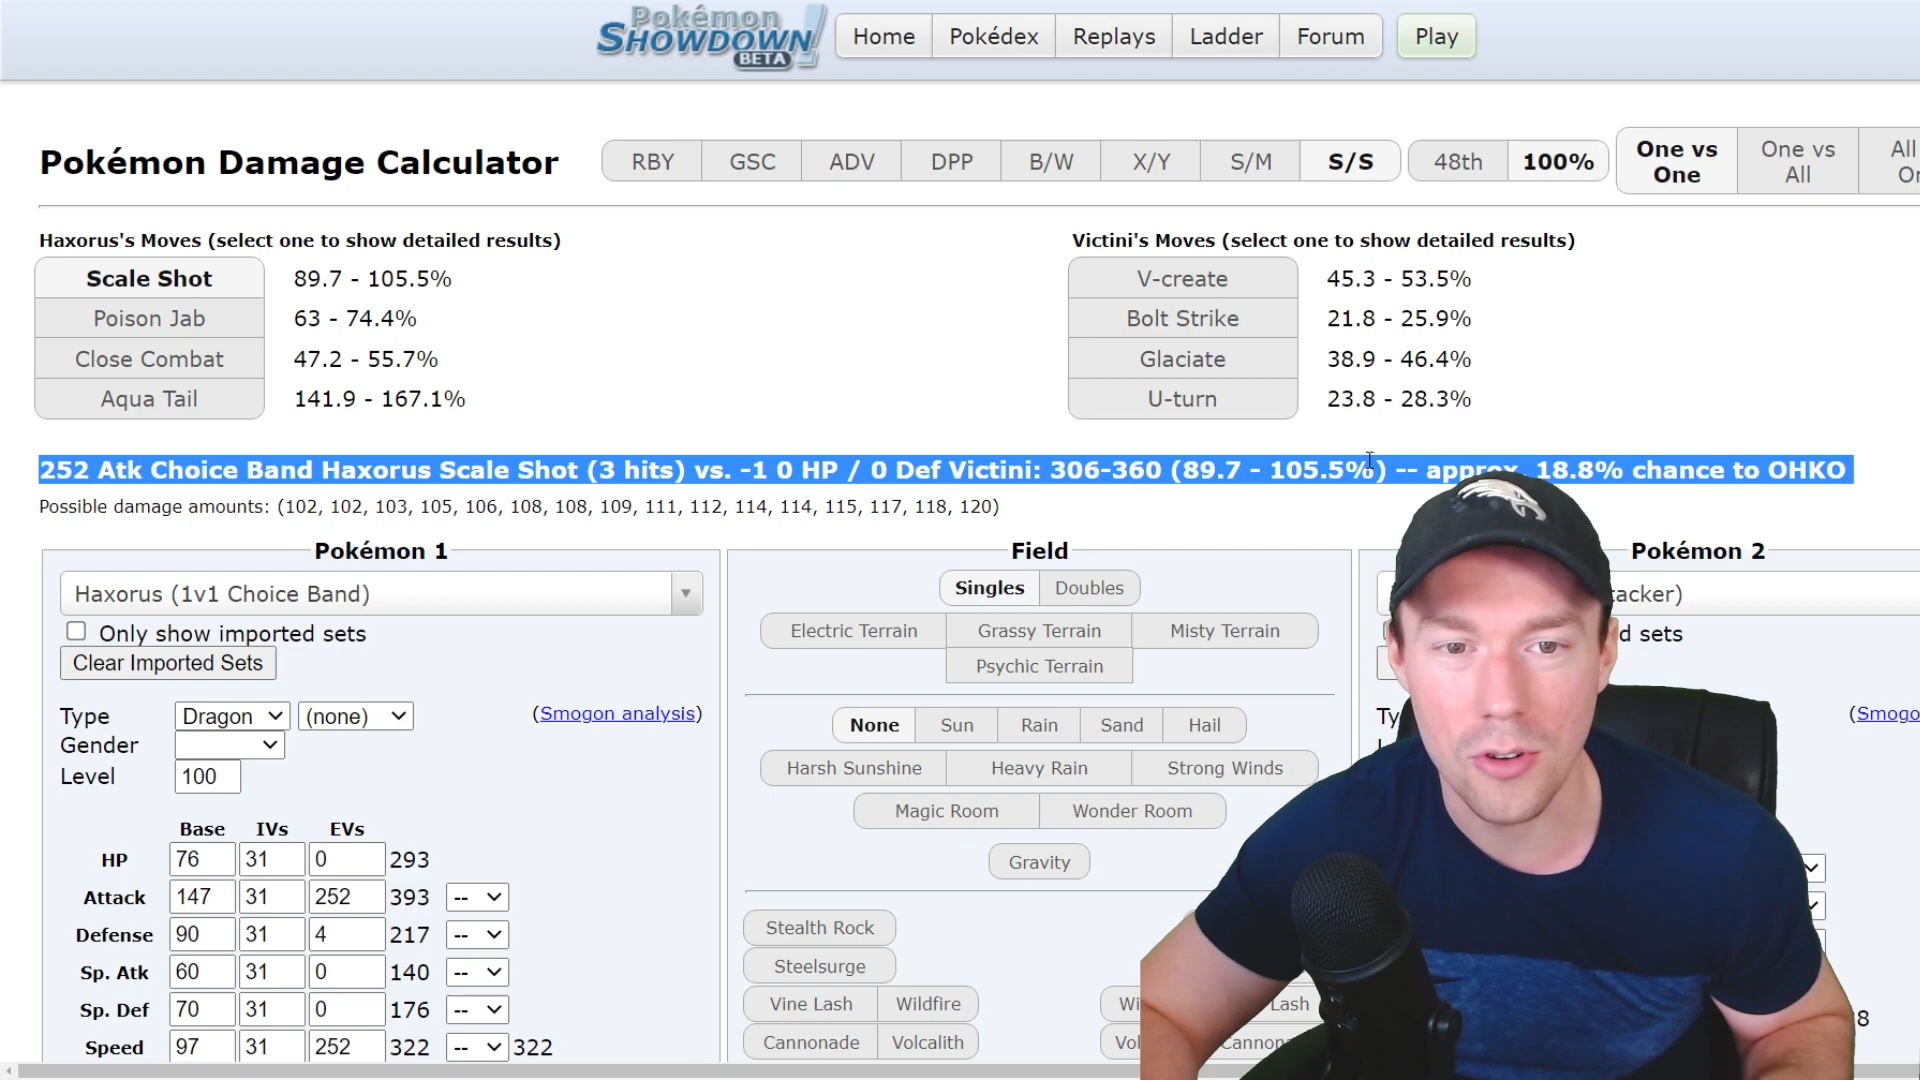 Pokémon
SHOWDOWN!
BETA
Home Pokédex Replays Ladder Forum Play
Pokémon Damage Calculator RBY GSC ADV DPP B/W X/Y S/M S/S 48th 100% One vs One One vs All All
Haxorus's Moves (select one to show detailed results) Victini's Moves (select one to show detailed results)
Scale Shot 89.7 - 105.5% V-create 45.3 - 53.5%
Poison Jab 63 - 74.4% Bolt Strike 21.8 - 25.9%
Close Combat 47.2 - 55.7% Glaciate 38.9 - 46.4%
Aqua Tail 141.9 - 167.1% U-turn 23.8 - 28.3%
252 Atk Choice Band Haxorus Scale Shot (3 hits) vs. -1 0 HP / 0 Def Victini: 306-360 (89.7 - 105.5%) -- approx. 18.8% chance to OHKO
Possible damage amounts: (102, 102, 103, 105, 106, 108, 108, 109, 111, 112, 114, 114, 115, 117, 118, 120)
Pokémon 1 Field Pokémon 2
Haxorus (1v1 Choice Band) Singles Doubles acker)
Only show imported sets Electric Terrain Grassy Terrain Misty Terrain d sets
Clear Imported Sets Psychic Terrain
Type Dragon (none) (Smogon analysis) None Sun Rain Sand Hail Ty (Smogo
Gender
Level 100 Harsh Sunshine Heavy Rain Strong Winds
Magic Room Wonder Room
Base IVs EVs
HP 76 31 0 293 Gravity
Attack 147 31 252 393 --
Defense 90 31 4 217 -- Stealth Rock
Sp. Atk 60 31 0 140 -- Steelsurge
Sp. Def 70 31 0 176 -- Vine Lash Wildfire Wi Lash 8
Speed 97 31 252 322 -- 322 Cannonade Volcalith Vol Cannon